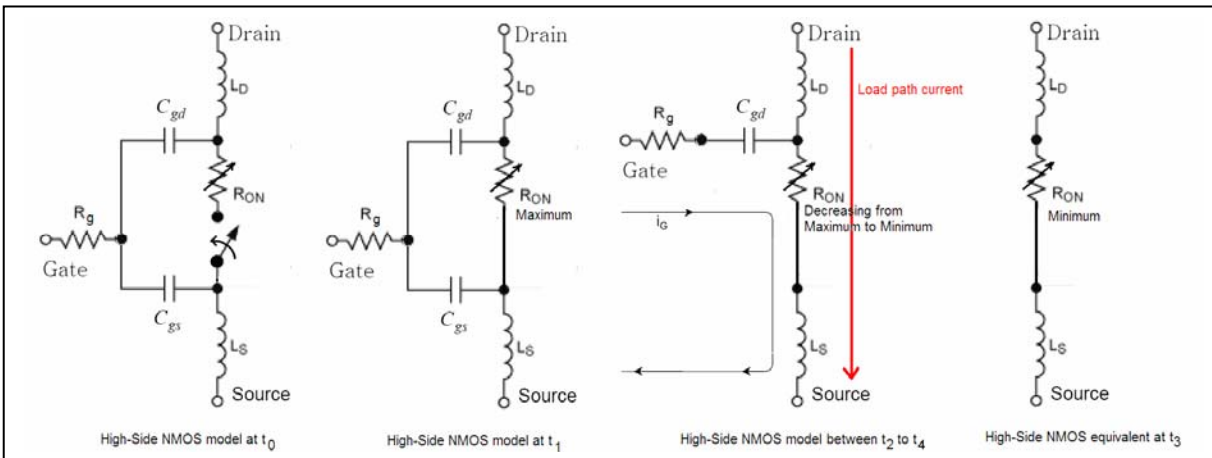 Drain
L_D
C_gd
R_ON
R_g
Gate
C_gs
L_S
Source
High-Side NMOS model at t_0
Drain
L_D
C_gd
R_ON
Maximum
R_g
Gate
C_gs
L_S
Source
High-Side NMOS model at t_1
Drain
Load path current
L_D
C_gd
R_g
Gate
R_ON
Decreasing from
Maximum to Minimum
i_G
L_S
Source
High-Side NMOS model between t_2 to t_4
Drain
L_D
R_ON
Minimum
L_S
Source
High-Side NMOS equivalent at t_3